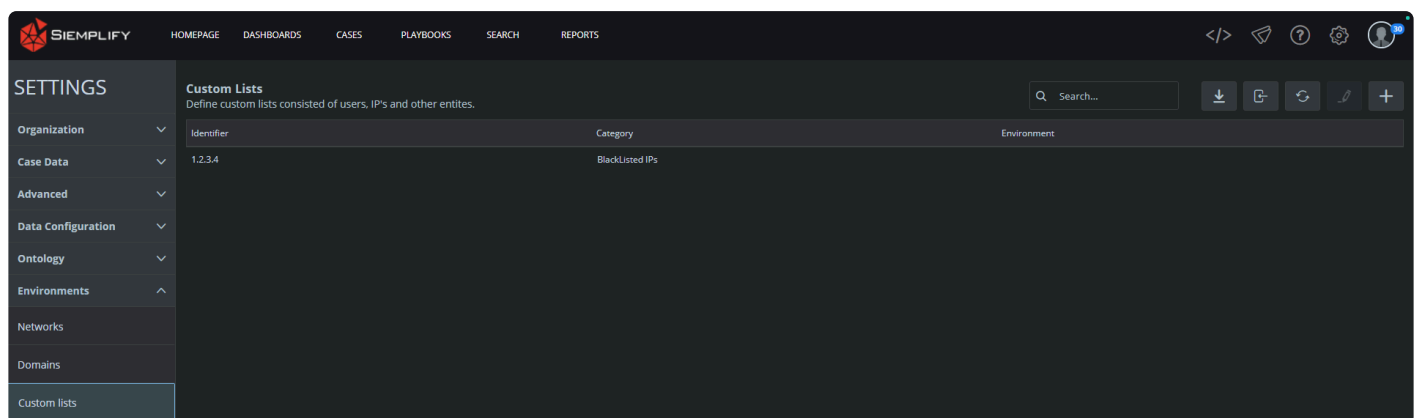 SIEMPLIFY HOMEPAGE DASHBOARDS CASES PLAYBOOKS SEARCH REPORTS </> ? 30
SETTINGS
Custom Lists
Define custom lists consisted of users, IP's and other entites.
Search...
Organization
Case Data
Advanced
Data Configuration
Ontology
Environments
Networks
Domains
Custom lists
Identifier Category Environment
1.2.3.4 BlackListed IPs